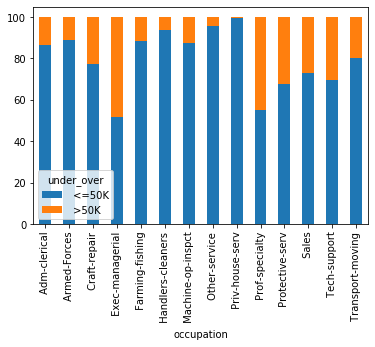 100
80
60
40
20
0
under_over
<=50K
>50K
Adm-clerical
Armed-Forces
Craft-repair
Exec-managerial
Farming-fishing
Handlers-cleaners
Machine-op-inspct
Other-service
Priv-house-serv
Prof-specialty
Protective-serv
Sales
Tech-support
Transport-moving
occupation